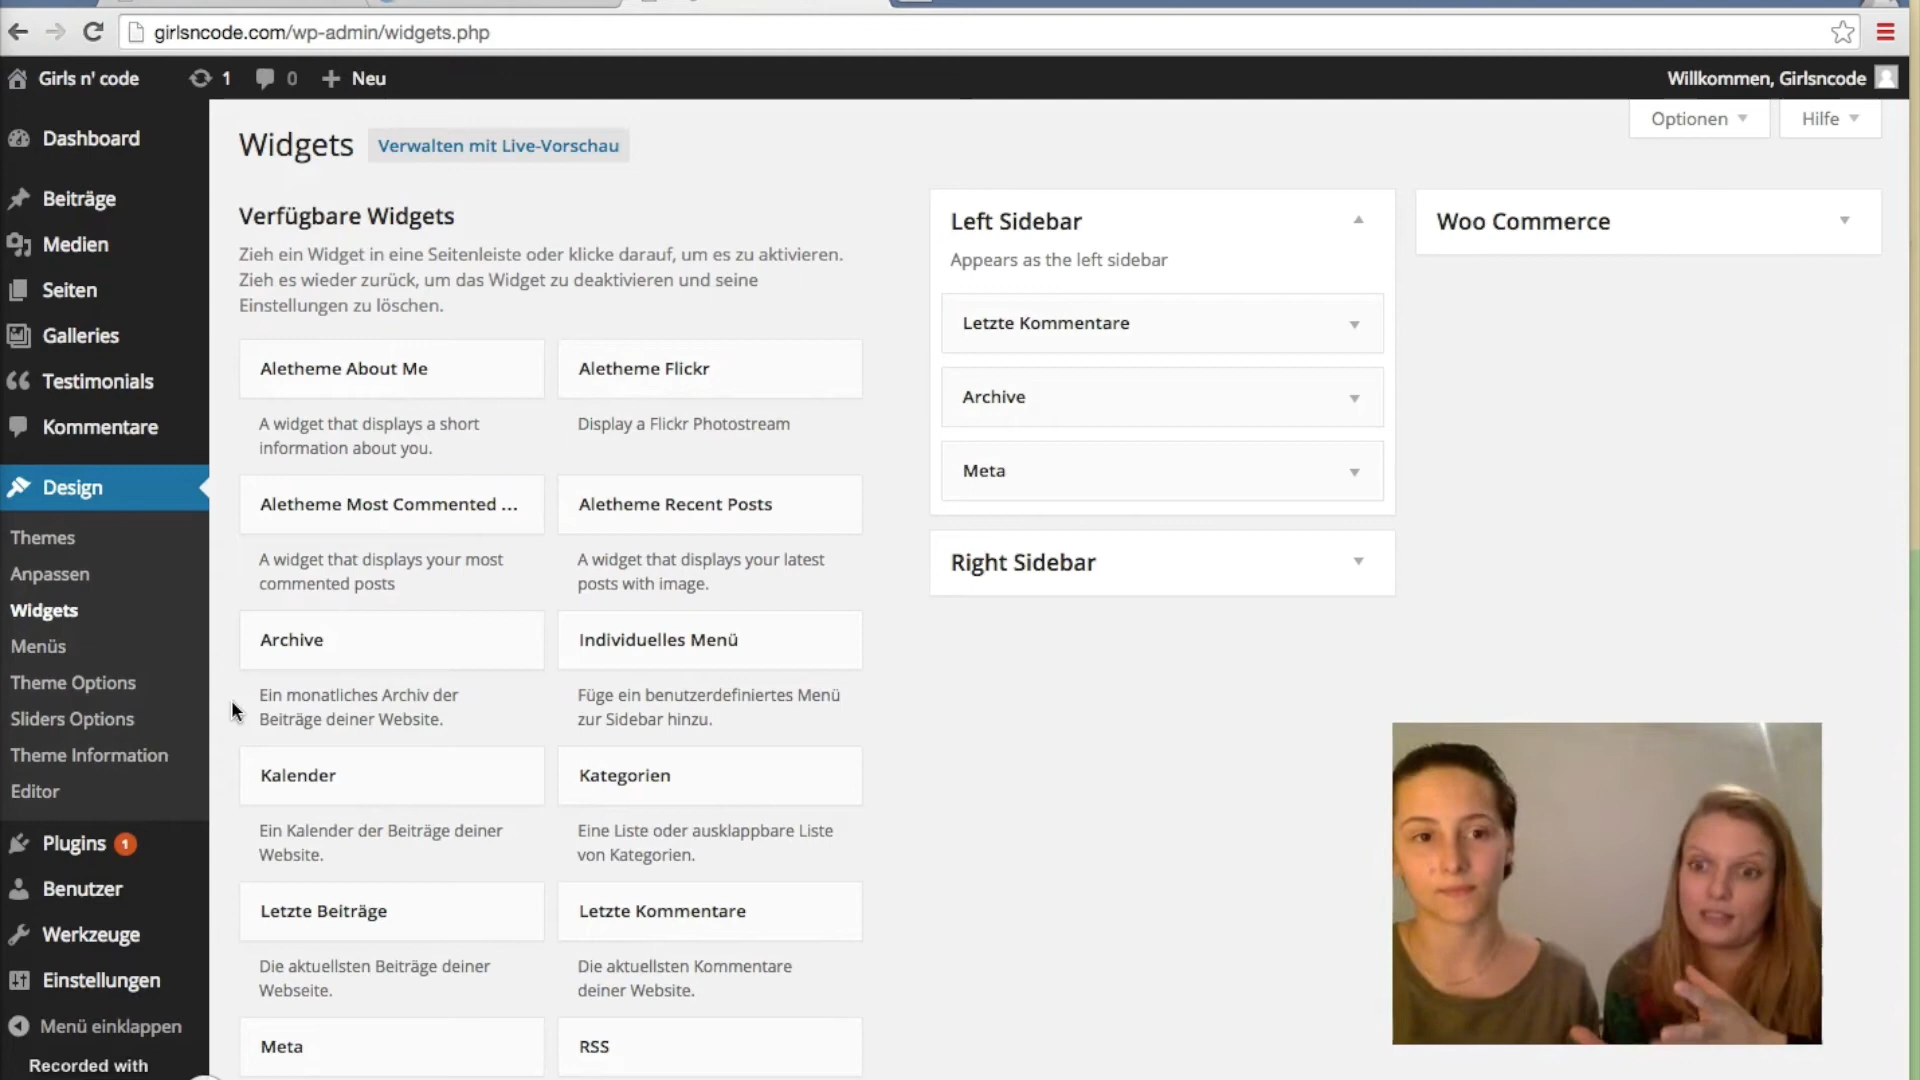 girlsncode.com/wp-admin/widgets.php
Girls n' code
1
0
Neu
Willkommen, Girlsncode
Dashboard
Beiträge
Medien
Seiten
Galleries
Testimonials
Kommentare
Design
Themes
Anpassen
Widgets
Menüs
Theme Options
Sliders Options
Theme Information
Editor
Plugins 1
Benutzer
Werkzeuge
Einstellungen
Menü einklappen
Recorded with
Widgets
Verwalten mit Live-Vorschau
Optionen
Hilfe
Verfügbare Widgets
Zieh ein Widget in eine Seitenleiste oder klicke darauf, um es zu aktivieren.
Zieh es wieder zurück, um das Widget zu deaktivieren und seine
Einstellungen zu löschen.
Aletheme About Me
A widget that displays a short
information about you.
Aletheme Flickr
Display a Flickr Photostream
Aletheme Most Commented ...
A widget that displays your most
commented posts
Aletheme Recent Posts
A widget that displays your latest
posts with image.
Archive
Ein monatliches Archiv der
Beiträge deiner Website.
Individuelles Menü
Füge ein benutzerdefiniertes Menü
zur Sidebar hinzu.
Kalender
Ein Kalender der Beiträge deiner
Website.
Kategorien
Eine Liste oder ausklappbare Liste
von Kategorien.
Letzte Beiträge
Die aktuellsten Beiträge deiner
Webseite.
Letzte Kommentare
Die aktuellsten Kommentare
deiner Website.
Meta
RSS
Left Sidebar
Appears as the left sidebar
Letzte Kommentare
Archive
Meta
Right Sidebar
Woo Commerce